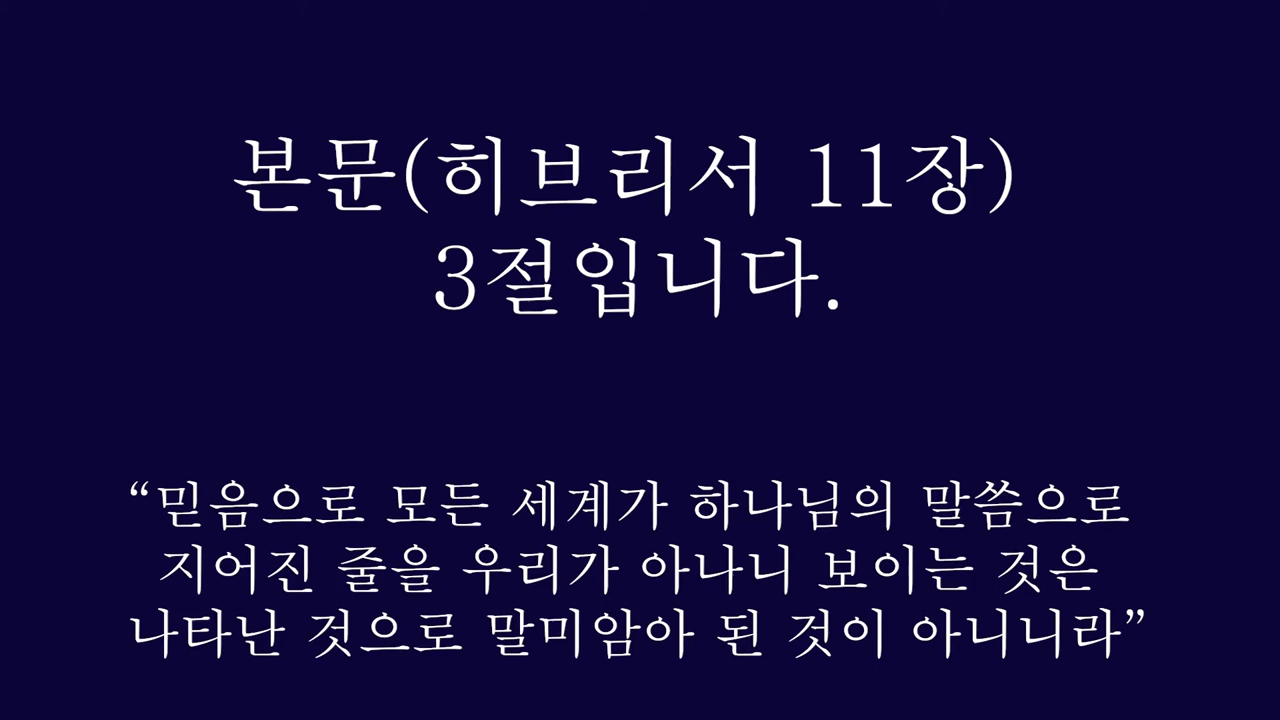 본문(히브리서 11장)
3절입니다.
“믿음으로 모든 세계가 하나님의 말씀으로
지어진 줄을 우리가 아나니 보이는 것은
나타난 것으로 말미암아 된 것이 아니니라”